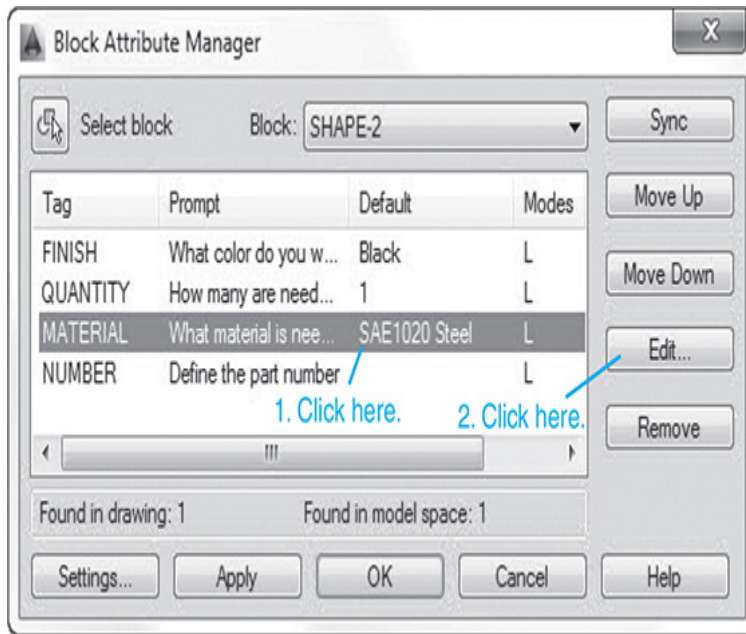 Block Attribute Manager
X
Select block Block: SHAPE-2 Sync
Tag Prompt Default Modes Move Up
FINISH What color do you w... Black L
QUANTITY How many are need... 1 L Move Down
MATERIAL What material is nee... SAE1020 Steel L Edit...
NUMBER Define the part number L
1. Click here. 2. Click here.
Remove
Found in drawing: 1 Found in model space: 1
Settings... Apply OK Cancel Help